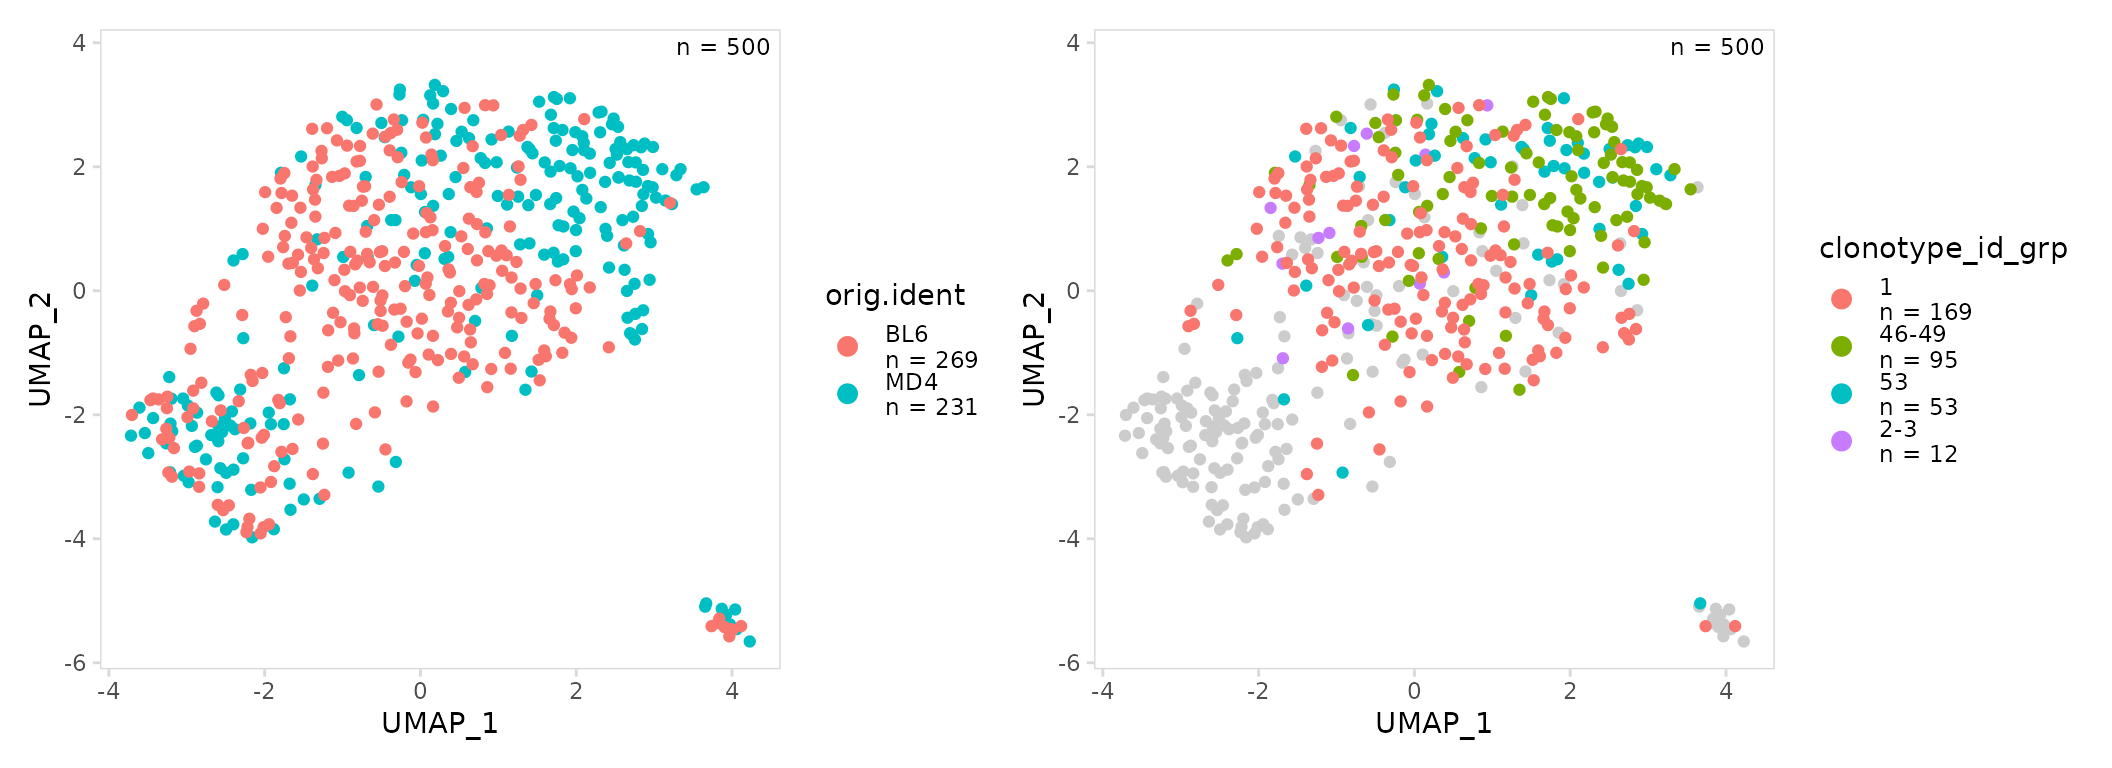 n = 500
4
2
0
-2
-4
-6
UMAP_2
-4
-2
0
2
4
UMAP_1
orig.ident
BL6
n = 269
MD4
n = 231
n = 500
4
2
0
-2
-4
-6
UMAP_2
-4
-2
0
2
4
UMAP_1
clonotype_id_grp
1
n = 169
46-49
n = 95
53
n = 53
2-3
n = 12